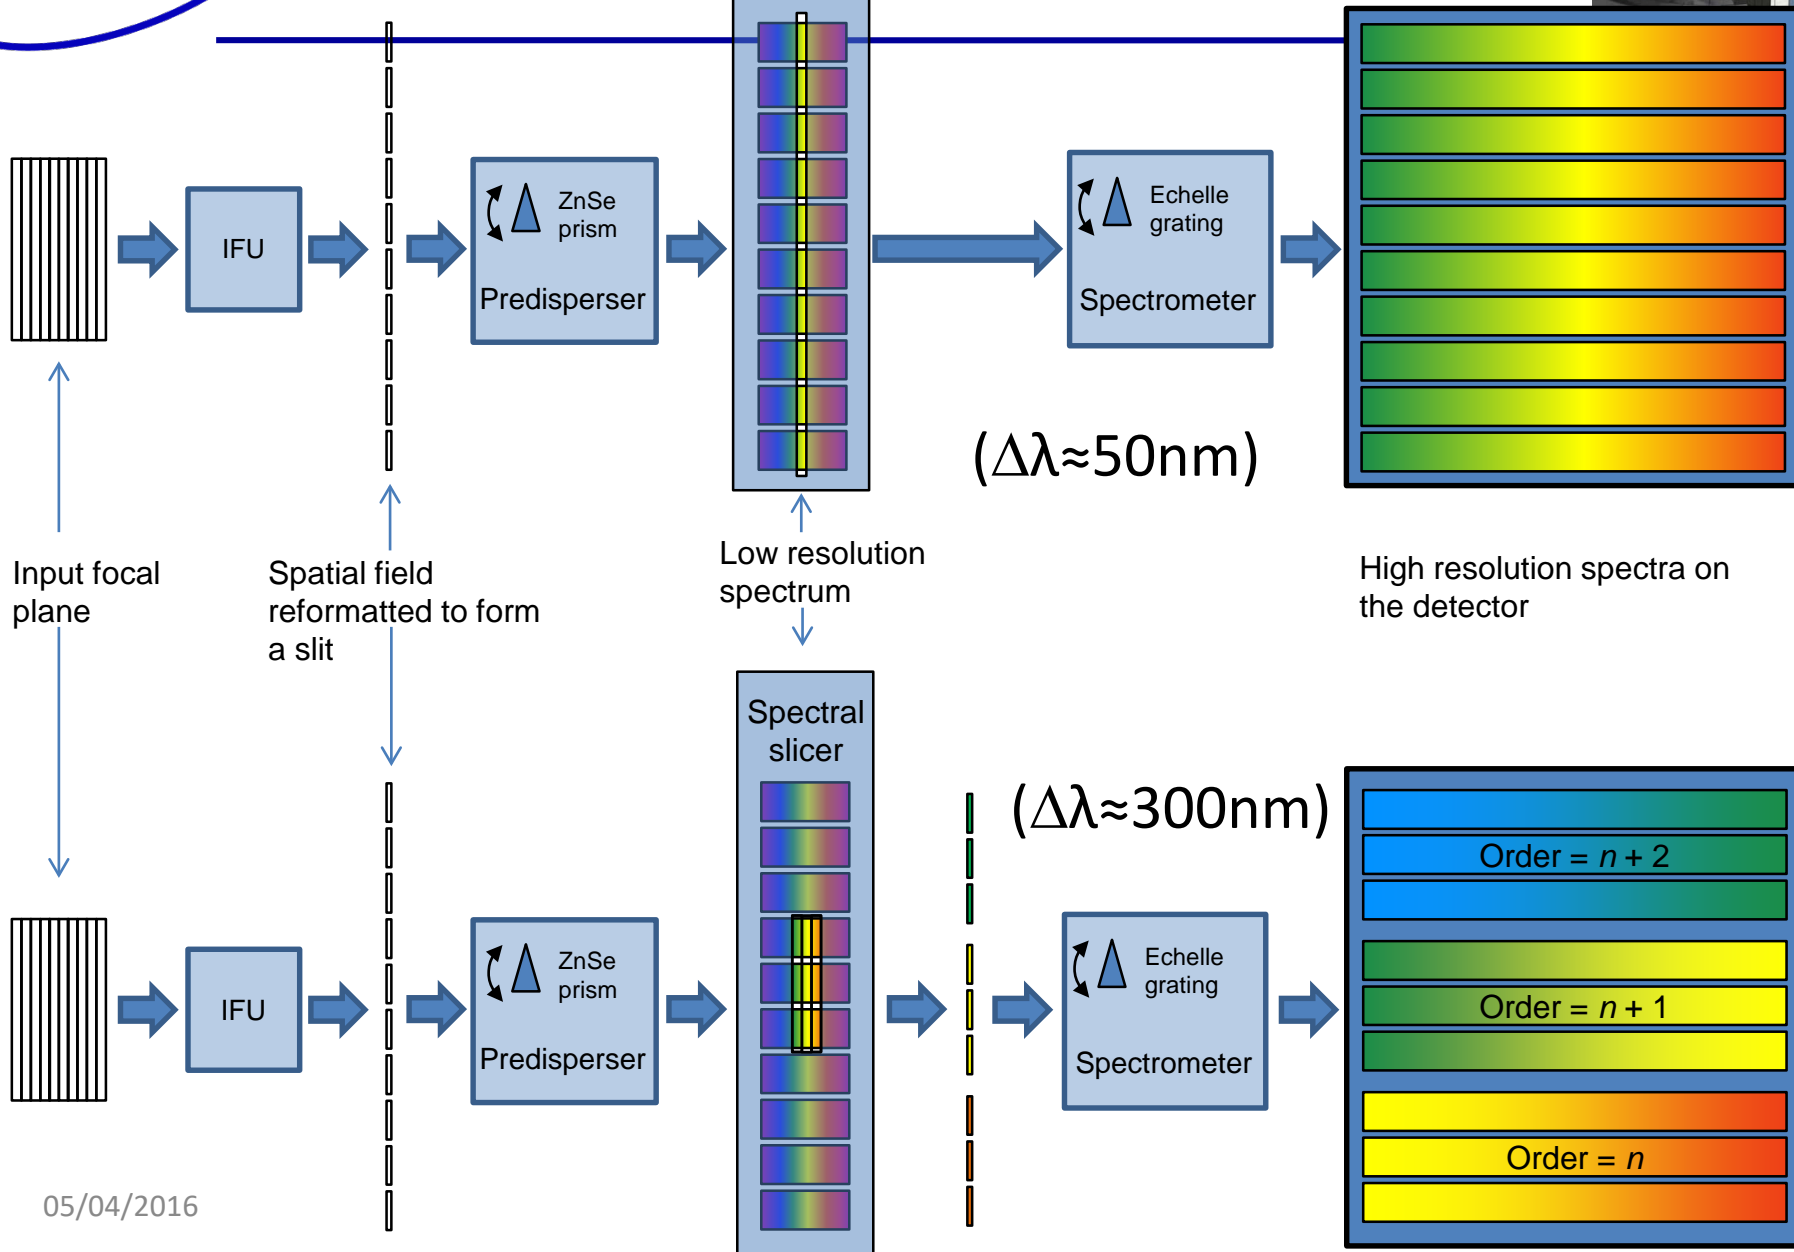 IFU
ZnSe
prism
Predisperser
Echelle
grating
Spectrometer
(Δλ≈50nm)
Input focal
plane
Spatial field
reformatted to form
a slit
Low resolution
spectrum
High resolution spectra on
the detector
Spectral
slicer
(Δλ≈300nm)
IFU
ZnSe
prism
Predisperser
Echelle
grating
Spectrometer
Order = n + 2
Order = n + 1
Order = n
05/04/2016